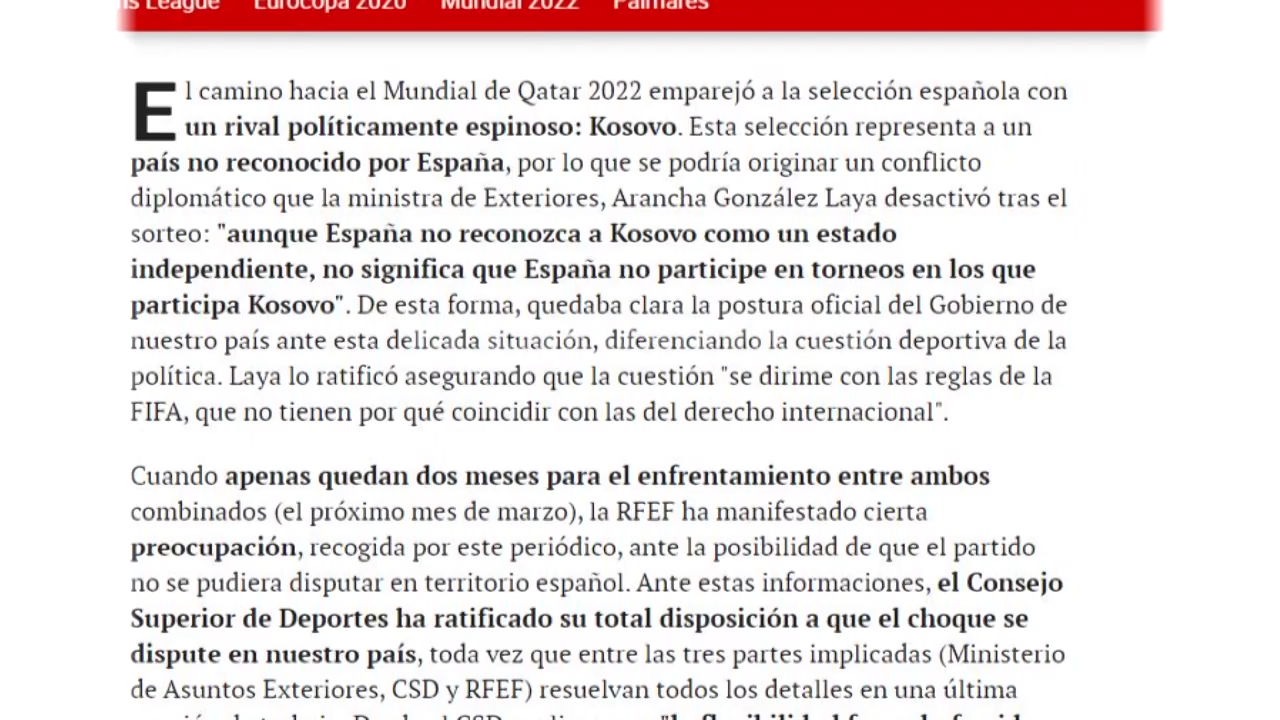 League Eurocopa 2020 Mundial 2022 Palmarés
El camino hacia el Mundial de Qatar 2022 emparejó a la selección española con
un rival políticamente espinoso: Kosovo. Esta selección representa a un
país no reconocido por España, por lo que se podría originar un conflicto
diplomático que la ministra de Exteriores, Arancha González Laya desactivó tras el
sorteo: "aunque España no reconozca a Kosovo como un estado
independiente, no significa que España no participe en torneos en los que
participa Kosovo". De esta forma, quedaba clara la postura oficial del Gobierno de
nuestro país ante esta delicada situación, diferenciando la cuestión deportiva de la
política. Laya lo ratificó asegurando que la cuestión "se dirime con las reglas de la
FIFA, que no tienen por qué coincidir con las del derecho internacional".
Cuando apenas quedan dos meses para el enfrentamiento entre ambos
combinados (el próximo mes de marzo), la RFEF ha manifestado cierta
preocupación, recogida por este periódico, ante la posibilidad de que el partido
no se pudiera disputar en territorio español. Ante estas informaciones, el Consejo
Superior de Deportes ha ratificado su total disposición a que el choque se
dispute en nuestro país, toda vez que entre las tres partes implicadas (Ministerio
de Asuntos Exteriores, CSD y RFEF) resuelvan todos los detalles en una última